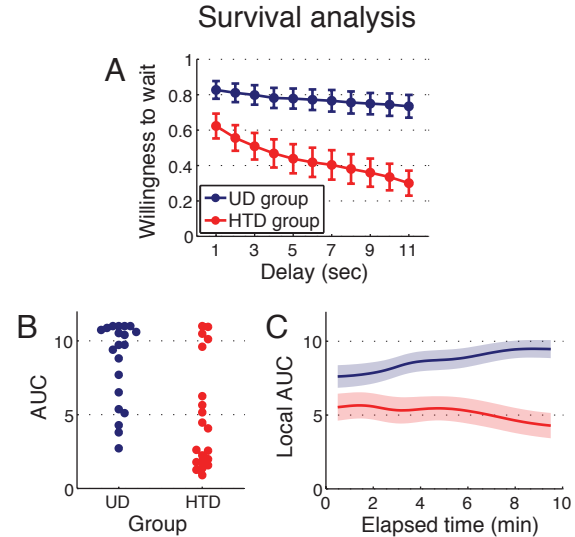 Survival analysis
A
Willingness to wait
1
0.8
0.6
0.4
0.2
0
UD group
HTD group
1 3 5 7 9 11
Delay (sec)
B
AUC
10
5
0
UD HTD
Group
C
Local AUC
10
5
0
0 2 4 6 8 10
Elapsed time (min)